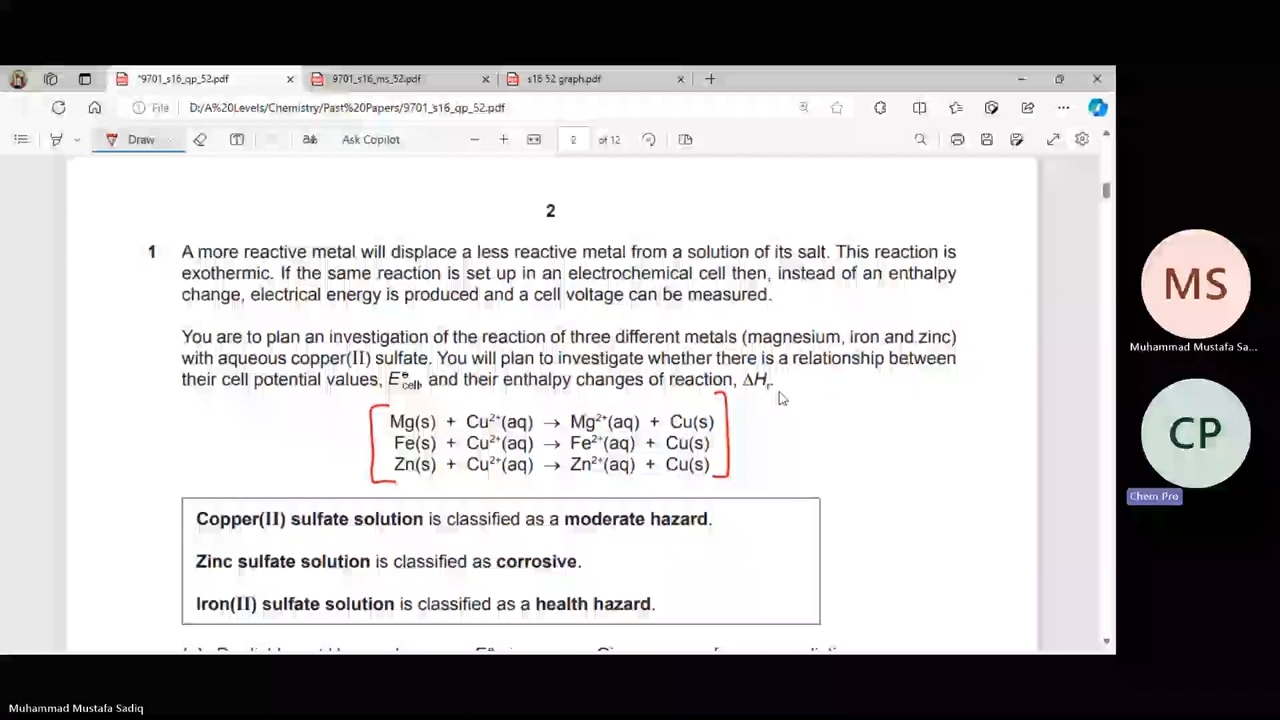 *9701_s16_qp_52.pdf
9701_s16_ms_52.pdf
s16 52 graph.pdf
File
D:/A%20Levels/Chemistry/Past%20Papers/9701_s16_qp_52.pdf
Draw
Ask Copilot
2
of 12
2
1 A more reactive metal will displace a less reactive metal from a solution of its salt. This reaction is
exothermic. If the same reaction is set up in an electrochemical cell then, instead of an enthalpy
change, electrical energy is produced and a cell voltage can be measured.
You are to plan an investigation of the reaction of three different metals (magnesium, iron and zinc)
with aqueous copper(II) sulfate. You will plan to investigate whether there is a relationship between
their cell potential values, E⦵cell, and their enthalpy changes of reaction, ΔHr.
Mg(s) + Cu²⁺(aq) → Mg²⁺(aq) + Cu(s)
Fe(s) + Cu²⁺(aq) → Fe²⁺(aq) + Cu(s)
Zn(s) + Cu²⁺(aq) → Zn²⁺(aq) + Cu(s)
Copper(II) sulfate solution is classified as a moderate hazard.
Zinc sulfate solution is classified as corrosive.
Iron(II) sulfate solution is classified as a health hazard.
MS
Muhammad Mustafa Sa...
CP
Chem Pro
Muhammad Mustafa Sadiq